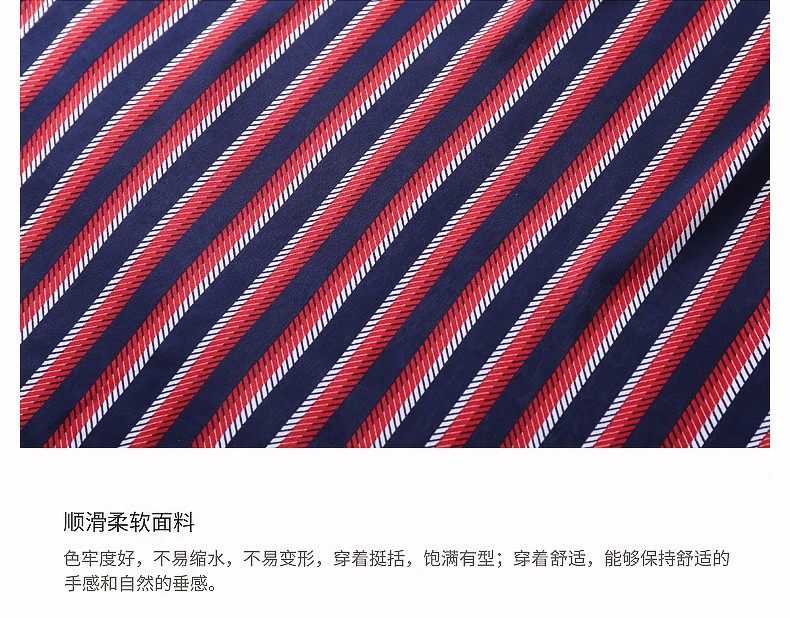 顺滑柔软面料
色牢度好，不易缩水，不易变形，穿着挺括，饱满有型；穿着舒适，能够保持舒适的
手感和自然的垂感。